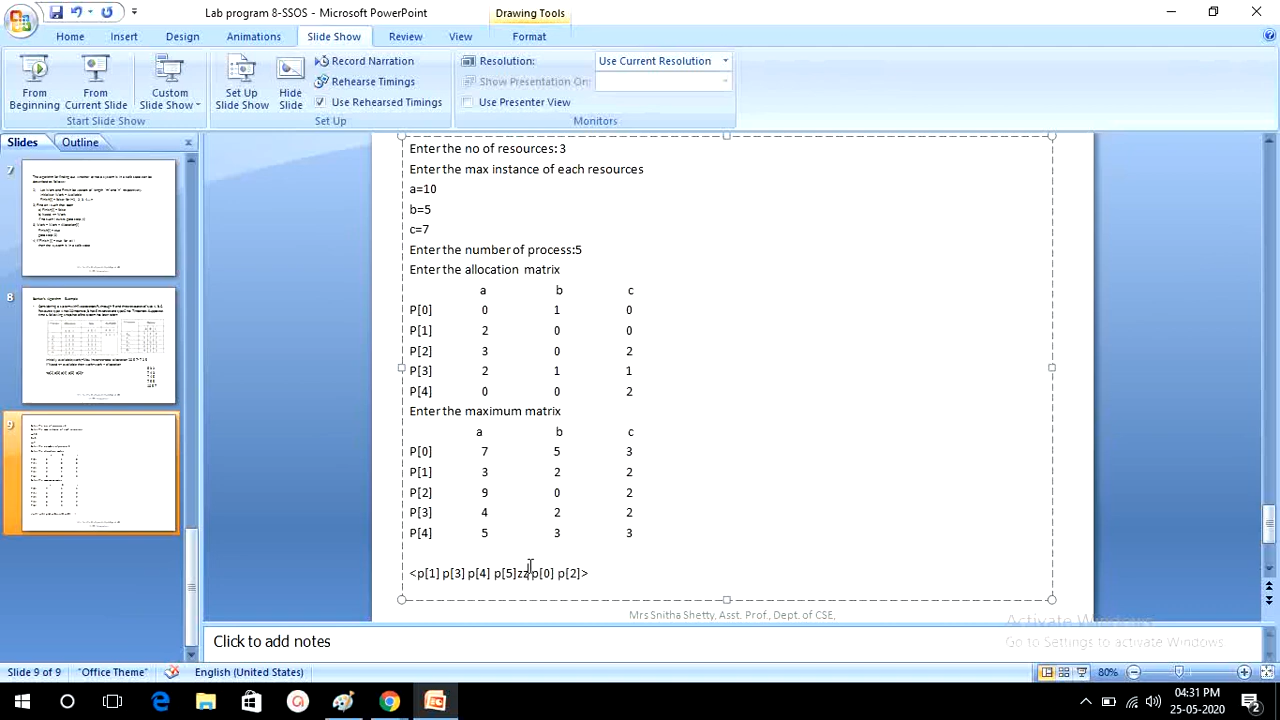 Lab program 8-SSOS - Microsoft PowerPoint
Drawing Tools
Home Insert Design Animations Slide Show Review View Format
From Beginning
From Current Slide
Custom Slide Show
Start Slide Show
Set Up Slide Show
Hide Slide
Record Narration
Rehearse Timings
Use Rehearsed Timings
Set Up
Resolution: Use Current Resolution
Show Presentation On:
Use Presenter View
Monitors
Slides Outline
7
8
9
Enter the no of resources: 3
Enter the max instance of each resources
a=10
b=5
c=7
Enter the number of process:5
Enter the allocation matrix
a b c
P[0] 0 1 0
P[1] 2 0 0
P[2] 3 0 2
P[3] 2 1 1
P[4] 0 0 2
Enter the maximum matrix
a b c
P[0] 7 5 3
P[1] 3 2 2
P[2] 9 0 2
P[3] 4 2 2
P[4] 5 3 3
<p[1] p[3] p[4] p[5]zzp[0] p[2]>
Mrs Snitha Shetty, Asst. Prof., Dept. of CSE,
Activate Windows
Go to Settings to activate Windows
Click to add notes
Slide 9 of 9 "Office Theme" English (United States) 80%
04:31 PM
25-05-2020
2